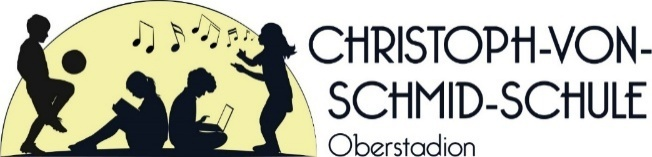 CHRISTOPH-VON-
SCHMID-SCHULE
Oberstadion